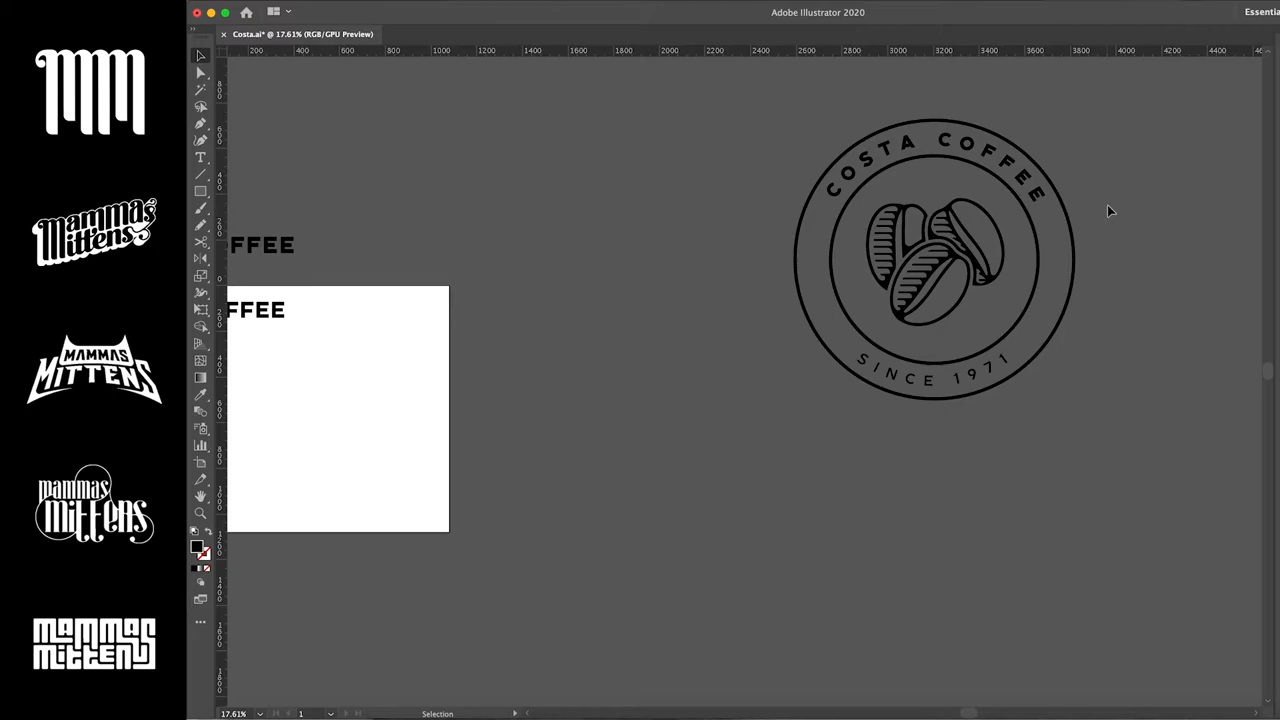 Adobe Illustrator 2020
Essentia
Costa.ai* @ 17.61% (RGB/GPU Preview)
200
400
600
800
1000
1200
1400
1600
1800
2000
2200
2400
2600
2800
3000
3200
3400
3600
3800
4000
4200
4400
MM
mammas
mittens
MAMMAS
MITTENS
mammas
mittens
mammas
mittens
COSTA COFFEE
SINCE 1971
OFFEE
FFEE
17.61%
1
Selection